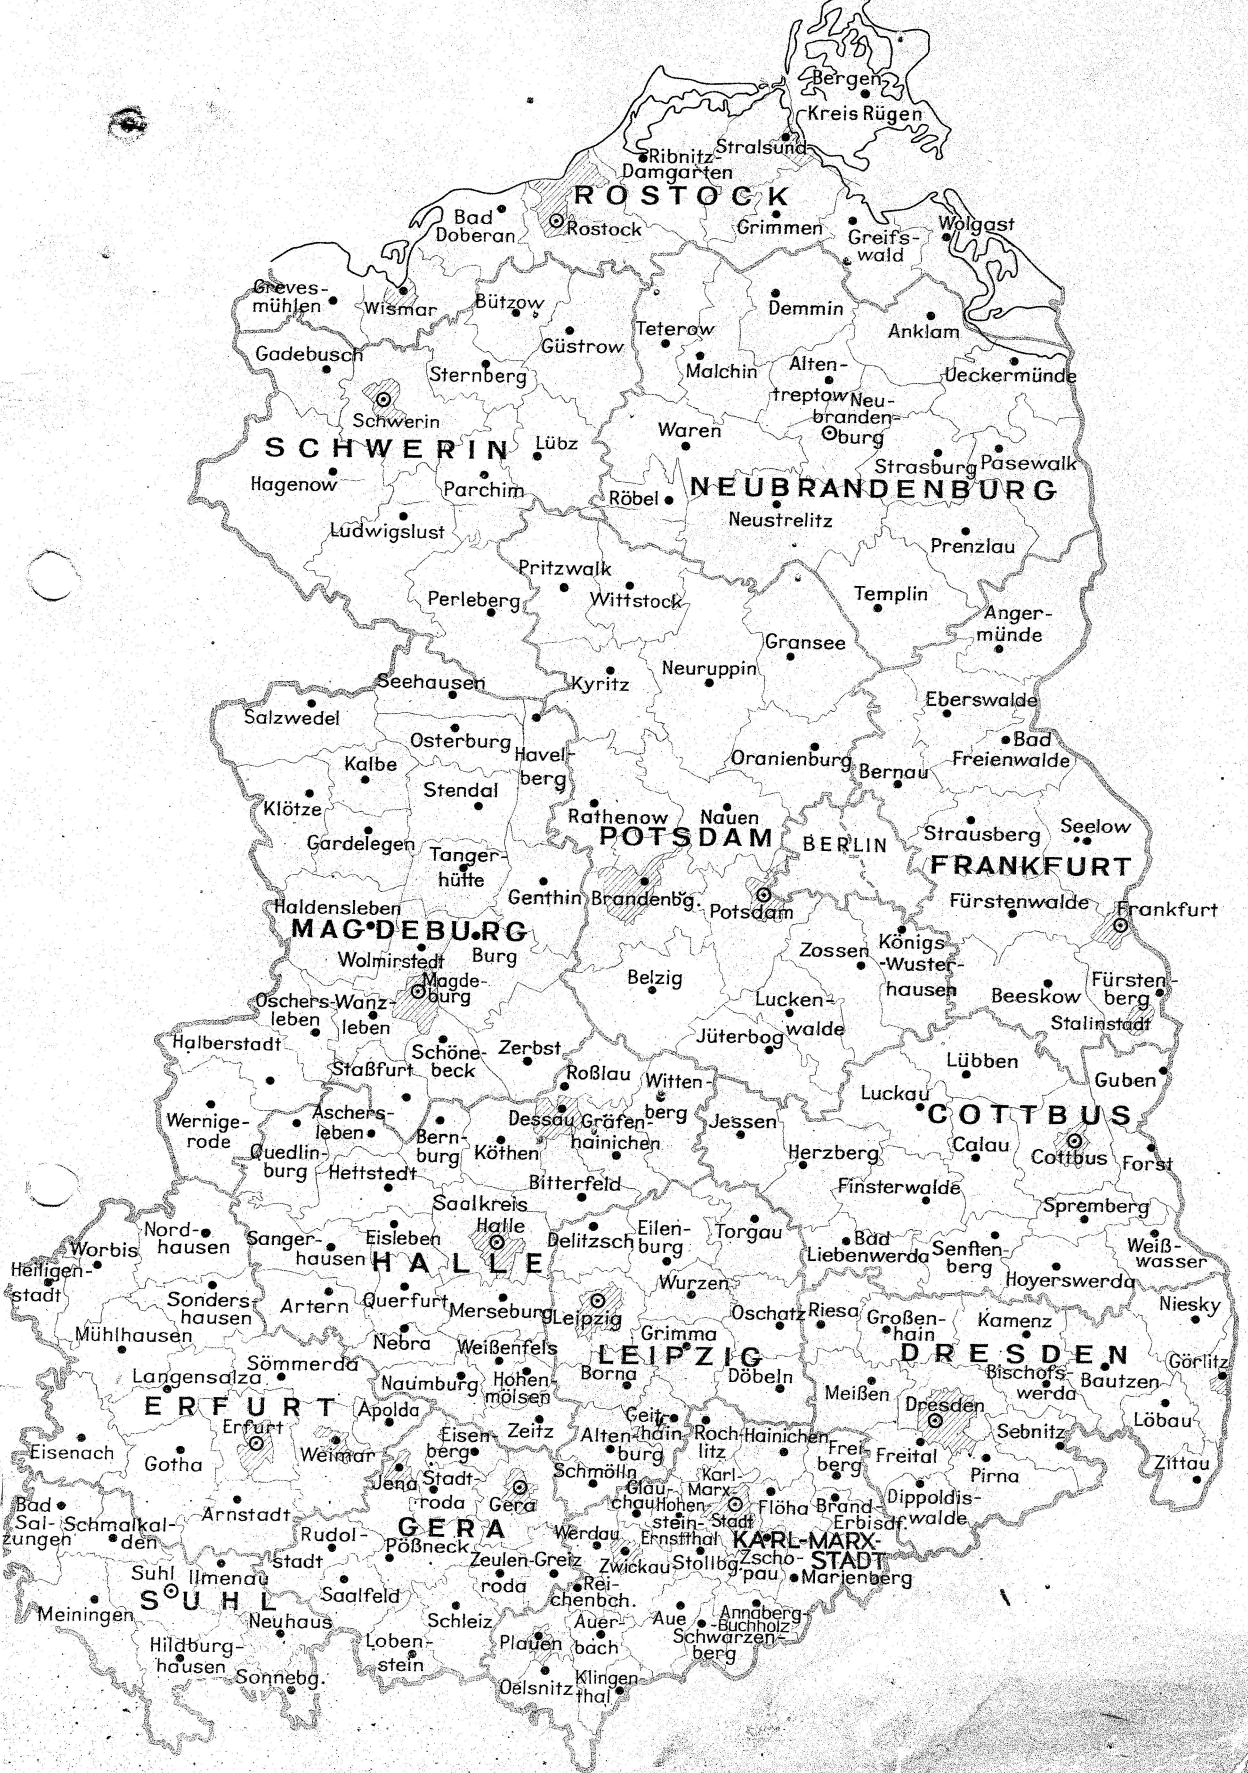 Bergen
Kreis Rügen
Stralsund
Ribnitz-
Damgarten
ROSTOCK
Bad
Doberan
Rostock
Grimmen
Greifs-
wald
Wolgast
Greves-
mühlen
Wismar
Bützow
Demmin
Teterow
Anklam
Güstrow
Gadebusch
Sternberg
Malchin
Alten-
treptow
Ueckermünde
Neu-
branden-
burg
Schwerin
SCHWERIN
Lübz
Waren
Strasburg
Pasewalk
Hagenow
Parchim
Röbel
NEUBRANDENBURG
Neustrelitz
Ludwigslust
Prenzlau
Pritzwalk
Perleberg
Wittstock
Templin
Anger-
münde
Gransee
Seehausen
Kyritz
Neuruppin
Eberswalde
Salzwedel
Osterburg
Havel-
berg
Oranienburg
Bad
Freienwalde
Kalbe
Bernau
Stendal
Klötze
Rathenow
Nauen
Gardelegen
POTSDAM
BERLIN
Strausberg
Seelow
Tanger-
hütte
FRANKFURT
Genthin
Brandenbg.
Potsdam
Fürstenwalde
Frankfurt
Haldensleben
MAGDEBURG
Wolmirstedt
Burg
Zossen
Königs
-Wuster-
hausen
Magde-
burg
Belzig
Beeskow
Fürsten-
berg
Oschers-
leben
Wanz-
leben
Lucken-
walde
Stalinstadt
Halberstadt
Jüterbog
Schöne-
beck
Zerbst
Staßfurt
Lübben
Roßlau
Witten-
berg
Guben
Luckau
Wernige-
rode
Aschers-
leben
Dessau
Gräfen-
hainichen
Jessen
COTTBUS
Bern-
burg
Köthen
Quedlin-
burg
Herzberg
Calau
Cottbus
Forst
Hettstedt
Bitterfeld
Finsterwalde
Saalkreis
Spremberg
Nord-
hausen
Halle
Eilen-
burg
Torgau
Sanger-
hausen
Eisleben
Delitzsch
Bad
Liebenwerda
Senften-
berg
Weiß-
wasser
Worbis
HALLE
Heiligen-
stadt
Wurzen
Hoyerswerda
Sonders-
hausen
Artern
Querfurt
Merseburg
Leipzig
Oschatz
Riesa
Großen-
hain
Kamenz
Niesky
Mühlhausen
Nebra
Grimma
Weißenfels
LEIPZIG
DRESDEN
Sömmerda
Langensalza
Naumburg
Hohen-
mölsen
Borna
Döbeln
Meißen
Bischofs-
werda
Bautzen
Görlitz
ERFURT
Apolda
Dresden
Löbau
Erfurt
Geit-
hain
Eisenach
Gotha
Weimar
Eisen-
berg
Zeitz
Alten-
burg
Roch-
litz
Hainichen
Frei-
berg
Freital
Sebnitz
Pirna
Zittau
Jena
Stadt-
roda
Gera
Schmölln
Glau-
chau
Karl-
Marx-
Stadt
Hohen-
stein-
Ernstthal
Flöha
Brand-
Erbisdf.
Dippoldis-
walde
Bad
Sal-
zungen
Schmalkal-
den
Arnstadt
Rudol-
stadt
GERA
Pößneck
Werdau
KARL-MARX-
STADT
Zeulen-
roda
Greiz
Zwickau
Stollbg.
Zscho-
pau
Marienberg
Suhl
Ilmenau
SUHL
Saalfeld
Rei-
chenbch.
Meiningen
Neuhaus
Schleiz
Auer-
bach
Aue
Annaberg-
-Buchholz
Schwarzen-
berg
Hildburg-
hausen
Loben-
stein
Plauen
Sonnebg.
Oelsnitz
Klingen-
thal